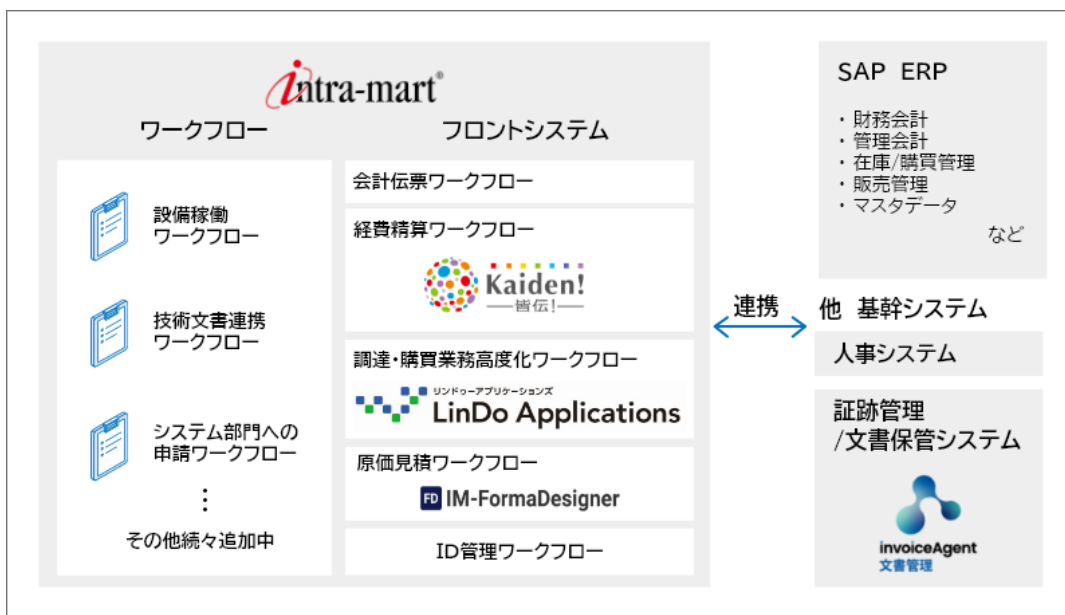 intra-mart®
ワークフロー
設備稼働
ワークフロー
技術文書連携
ワークフロー
システム部門への
申請ワークフロー
⋮
その他続々追加中
フロントシステム
会計伝票ワークフロー
経費精算ワークフロー
Kaiden!
皆伝!
調達・購買業務高度化ワークフロー
リンドゥーアプリケーションズ
LinDo Applications
原価見積ワークフロー
FD IM-FormaDesigner
ID管理ワークフロー
連携
SAP ERP
・財務会計
・管理会計
・在庫/購買管理
・販売管理
・マスタデータ
など
他 基幹システム
人事システム
証跡管理
/文書保管システム
invoiceAgent
文書管理